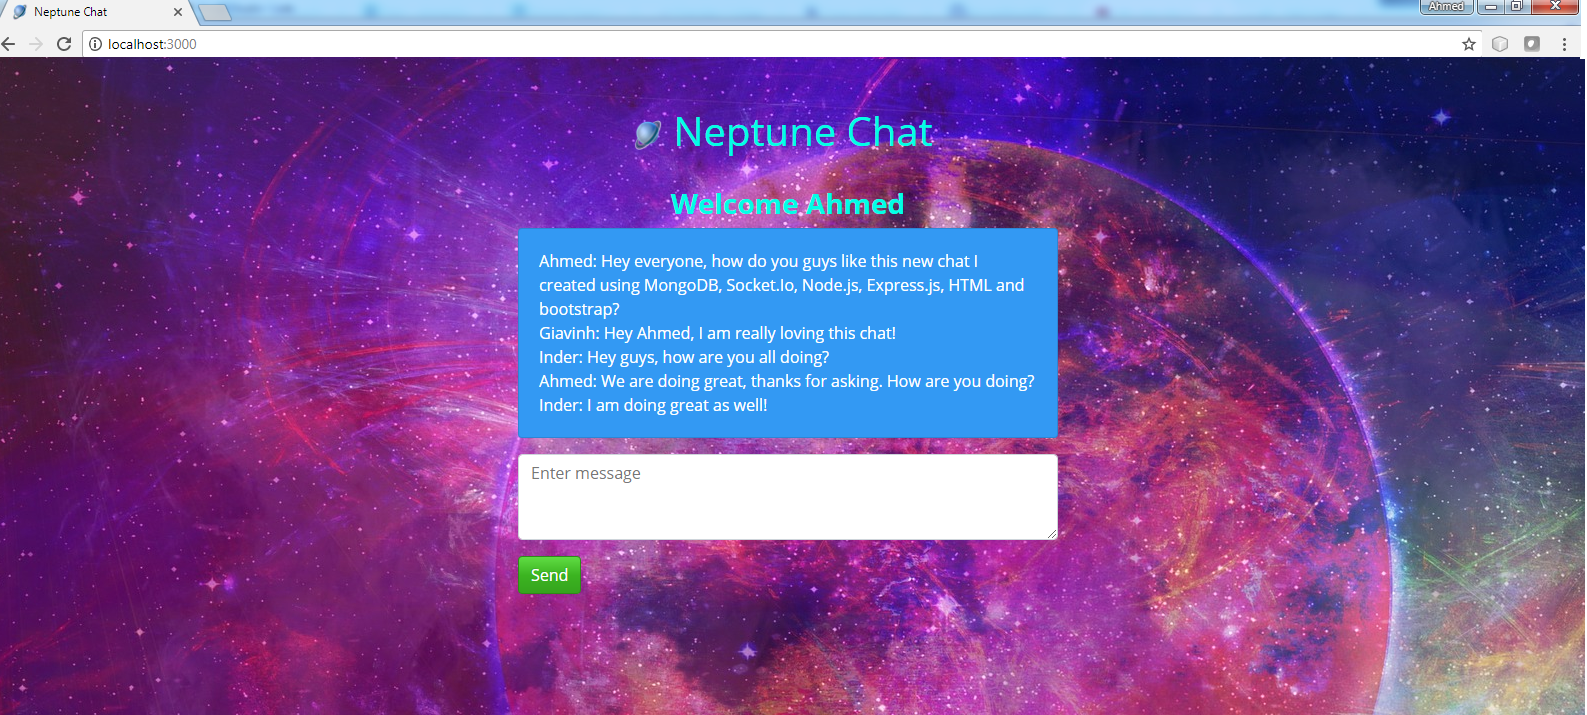 Neptune Chat
Ahmed
localhost:3000
Neptune Chat
Welcome Ahmed
Ahmed: Hey everyone, how do you guys like this new chat I
created using MongoDB, Socket.Io, Node.js, Express.js, HTML and
bootstrap?
Giavinh: Hey Ahmed, I am really loving this chat!
Inder: Hey guys, how are you all doing?
Ahmed: We are doing great, thanks for asking. How are you doing?
Inder: I am doing great as well!
Enter message
Send